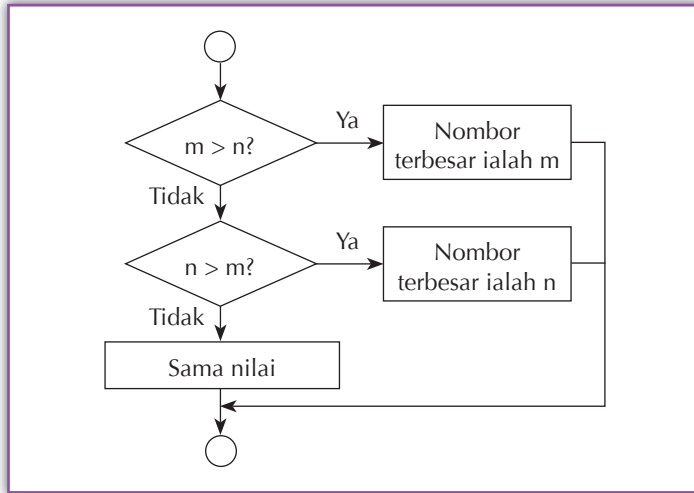 m > n?
Ya
Nombor
terbesar ialah m
Tidak
n > m?
Ya
Nombor
terbesar ialah n
Tidak
Sama nilai